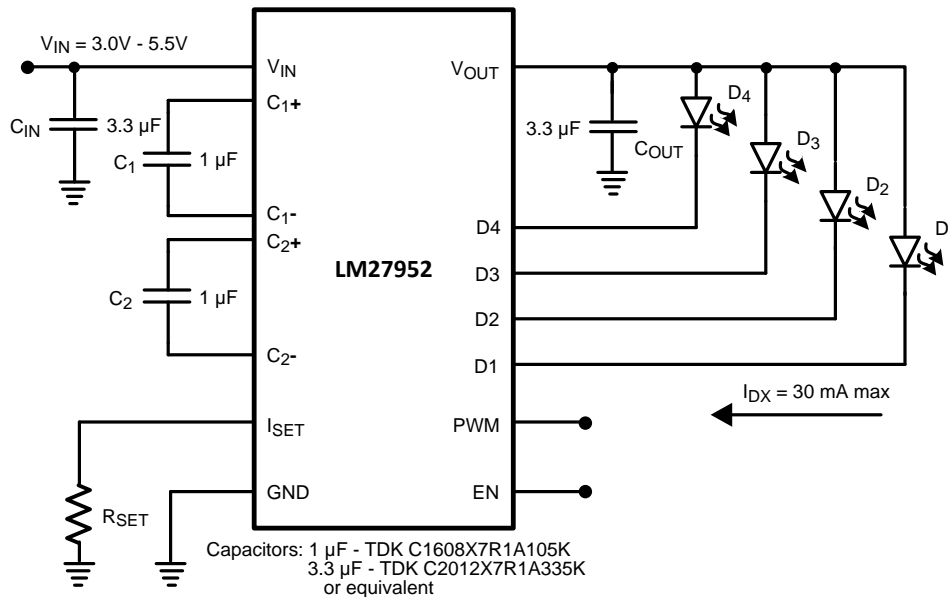 V_IN = 3.0V - 5.5V
C_IN
3.3 µF
C_1
1 µF
C_2
1 µF
R_SET
V_IN
C_1+
C_1-
C_2+
C_2-
I_SET
GND
LM27952
V_OUT
D4
D3
D2
D1
PWM
EN
3.3 µF
C_OUT
D_4
D_3
D_2
D
I_DX = 30 mA max
Capacitors: 1 µF - TDK C1608X7R1A105K
3.3 µF - TDK C2012X7R1A335K
or equivalent